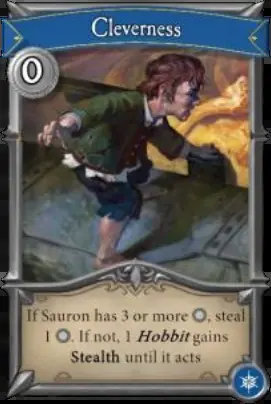 Cleverness
0
If Sauron has 3 or more , steal
1 . If not, 1 Hobbit gains
Stealth until it acts